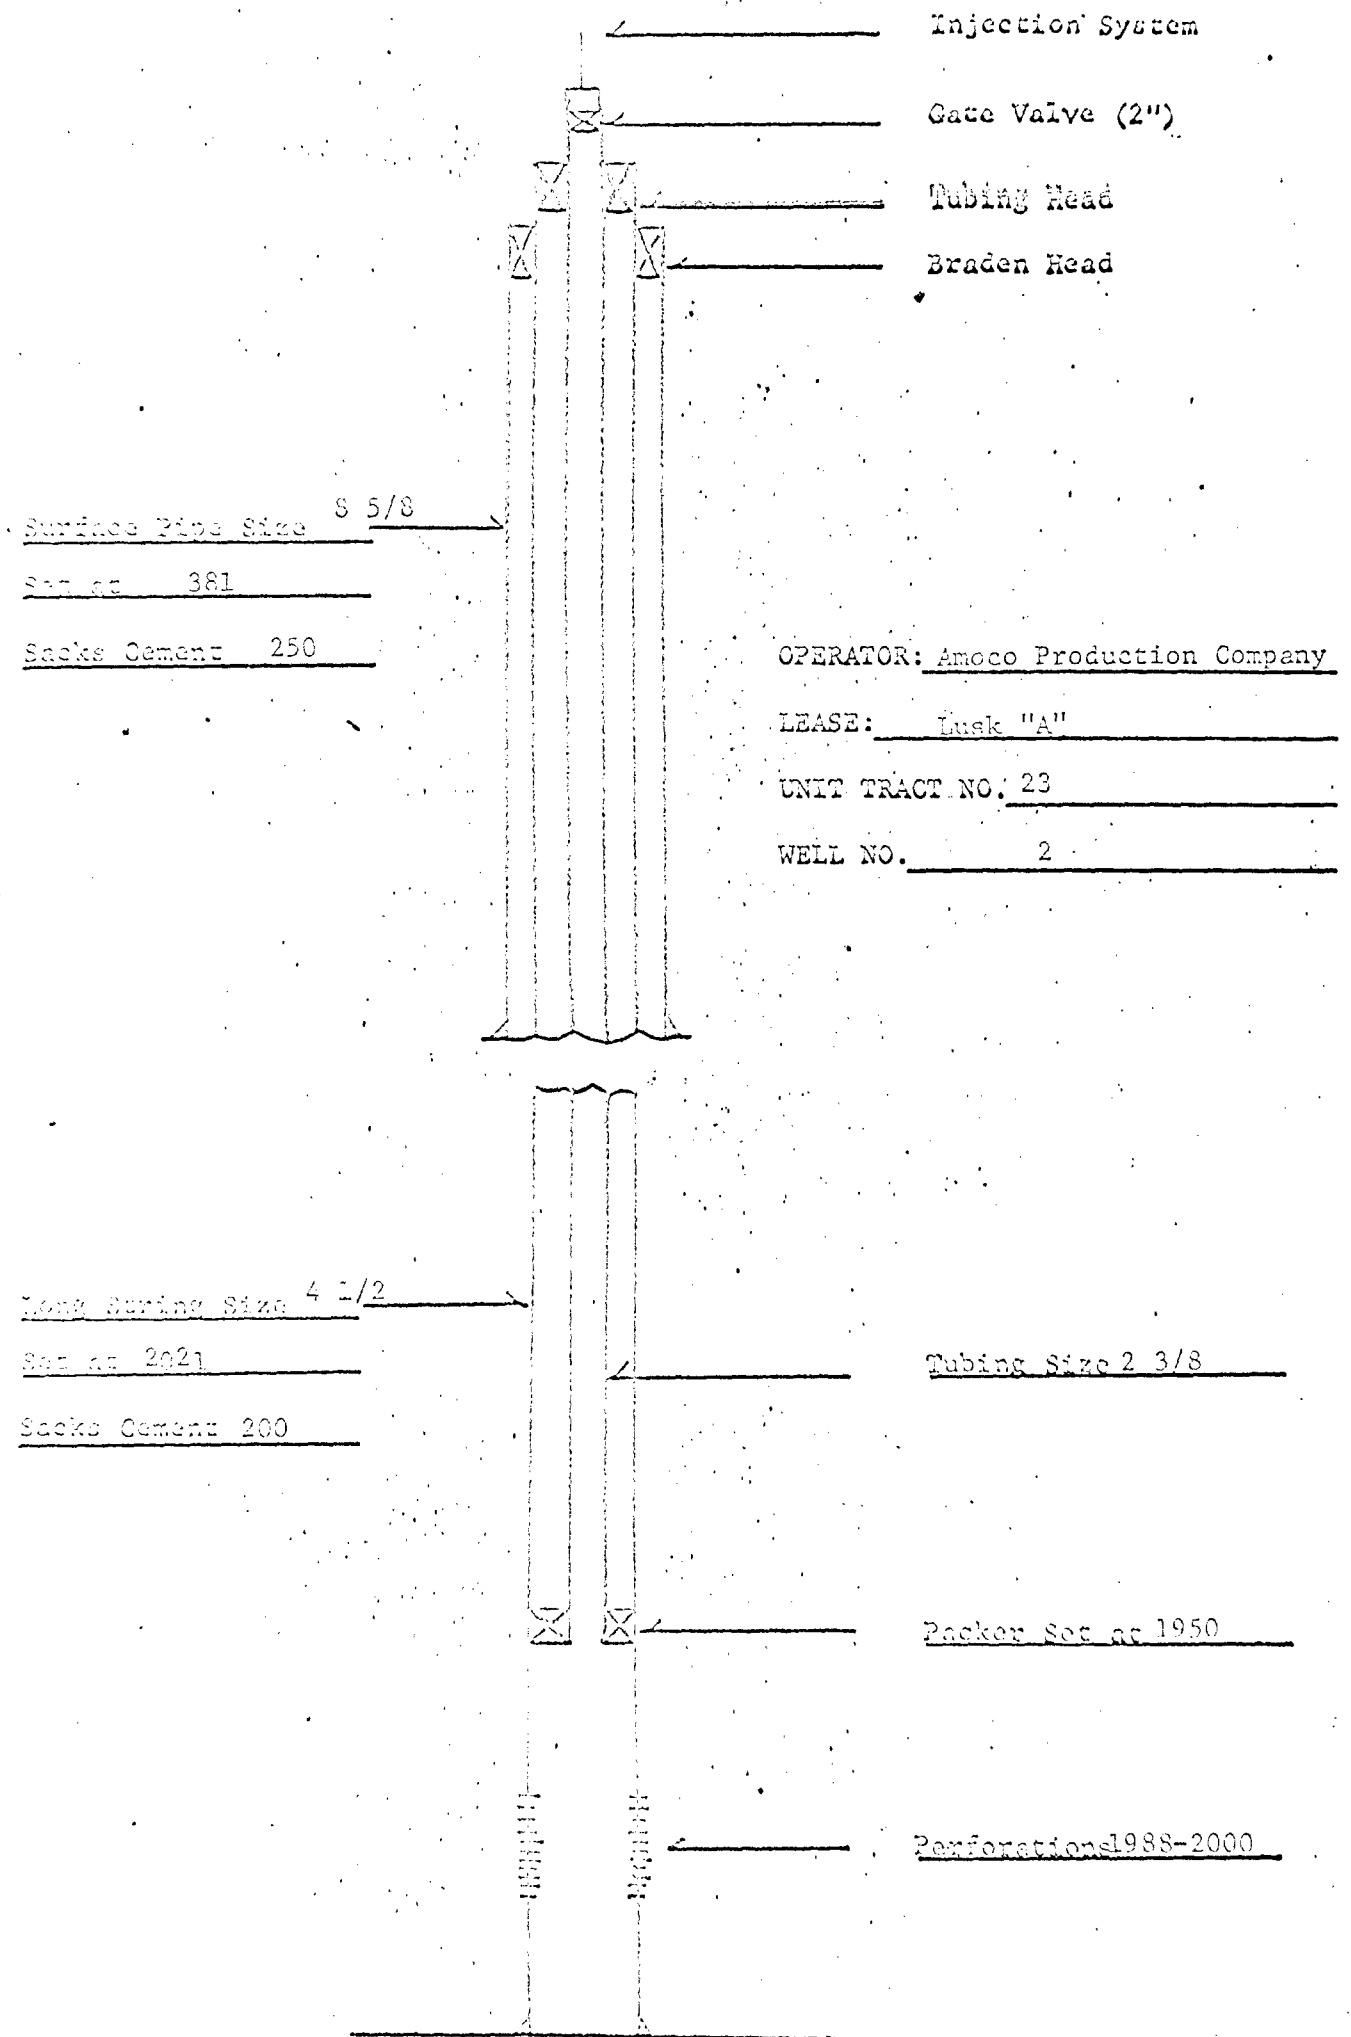 Injection System
Gate Valve (2")
Tubing Head
Braden Head
Surface Pipe Size 8 5/8
Set at 381
Sacks Cement 250
OPERATOR: Amoco Production Company
LEASE: Lusk "A"
UNIT TRACT NO. 23
WELL NO. 2
Long String Size 4 1/2
Set at 2021
Sacks Cement 200
Tubing Size 2 3/8
Packer Set at 1950
Perforations 1988-2000